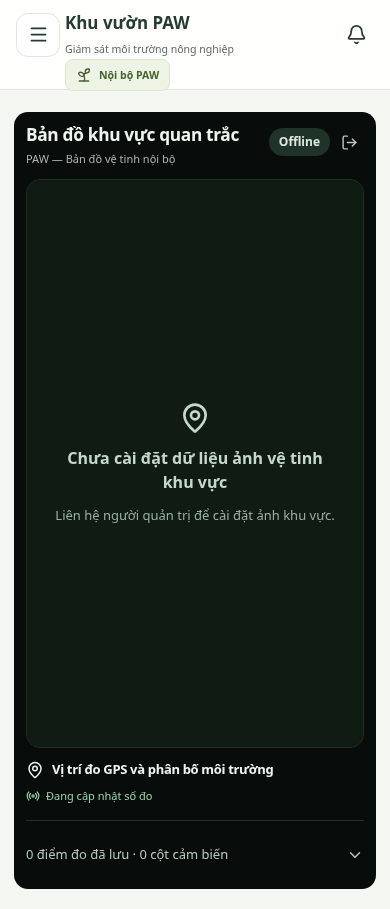 Khu vườn PAW
Giám sát môi trường nông nghiệp
Nội bộ PAW
Bản đồ khu vực quan trắc
PAW — Bản đồ vệ tinh nội bộ
Offline
Chưa cài đặt dữ liệu ảnh vệ tinh
khu vực
Liên hệ người quản trị để cài đặt ảnh khu vực.
Vị trí đo GPS và phân bố môi trường
Đang cập nhật số đo
0 điểm đo đã lưu · 0 cột cảm biến